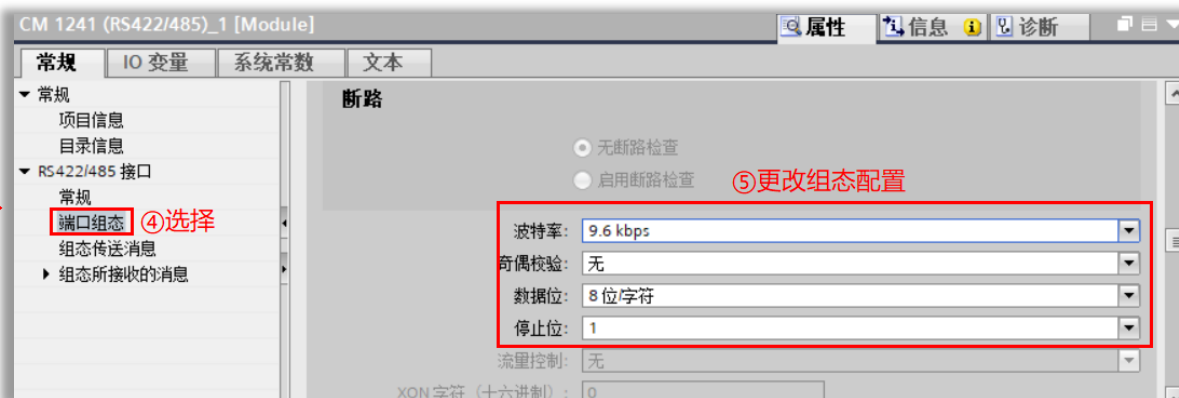 CM 1241 (RS422/485)_1 [Module]
属性
信息
诊断
常规
IO 变量
系统常数
文本
常规
项目信息
目录信息
RS422/485 接口
常规
端口组态
④选择
组态传送消息
组态所接收的消息
断路
无断路检查
启用断路检查
⑤更改组态配置
波特率: 9.6 kbps
奇偶校验: 无
数据位: 8 位/字符
停止位: 1
流量控制: 无
XON 字符（十六进制）: 0